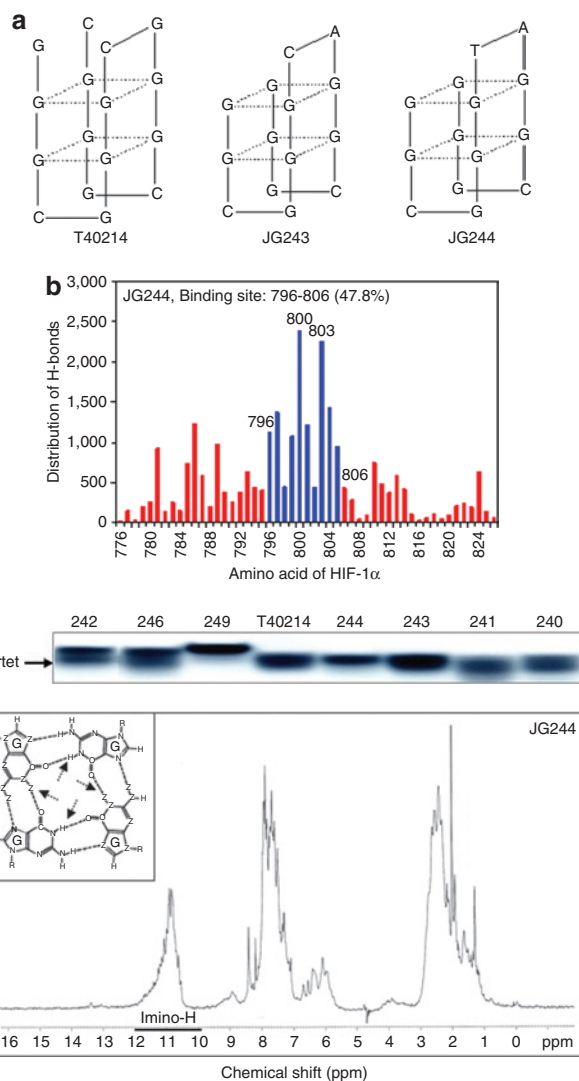 a
C G
G C
G G
G G
G G
G G
G C
C G
T40214
A
C
G G
G G
G G
G G
G C
C G
JG243
A
T
G G
G G
G G
G G
G C
C G
JG244
b
JG244, Binding site: 796-806 (47.8%)
Distribution of H-bonds
3,000
2,500
2,000
1,500
1,000
500
0
800
803
796
806
776 780 784 788 792 796 800 804 808 812 816 820 824
Amino acid of HIF-1α
242 246 249 T40214 244 243 241 240
rtet
JG244
G G
G G
Imino-H
16 15 14 13 12 11 10 9 8 7 6 5 4 3 2 1 0 ppm
Chemical shift (ppm)